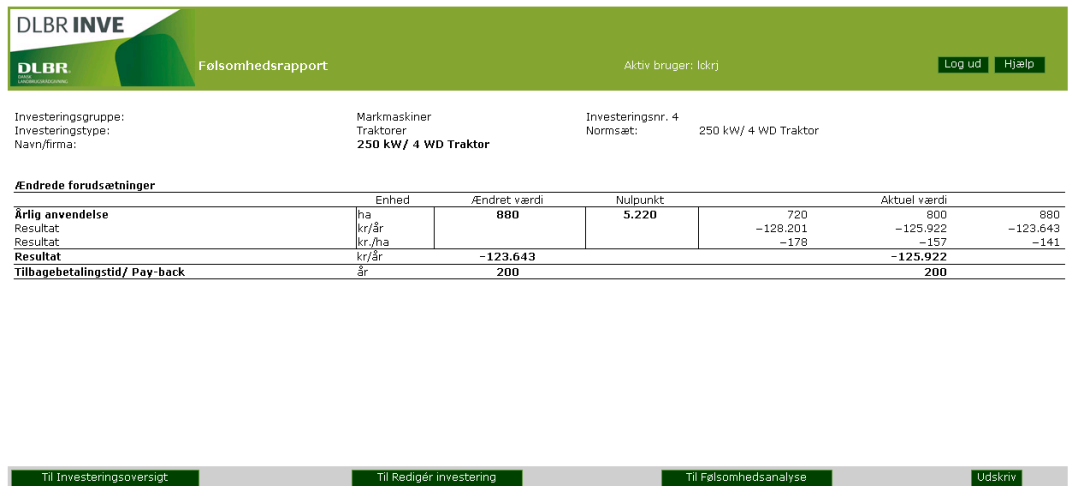 DLBR INVE
DLBR
DANSK
LANDBRUGSRÅDGIVNING
Følsomhedsrapport
Aktiv bruger: lckrj
Log ud Hjælp
Investeringsgruppe: Markmaskiner Investeringsnr. 4
Investeringstype: Traktorer Normsæt: 250 kW/ 4 WD Traktor
Navn/firma: 250 kW/ 4 WD Traktor
Ændrede forudsætninger
Enhed Ændret værdi Nulpunkt Aktuel værdi
Årlig anvendelse ha 880 5.220 720 800 880
Resultat kr/år −128.201 −125.922 −123.643
Resultat kr./ha −178 −157 −141
Resultat kr/år −123.643 −125.922
Tilbagebetalingstid/ Pay-back år 200 200
Til Investeringsoversigt Til Redigér investering Til Følsomhedsanalyse Udskriv